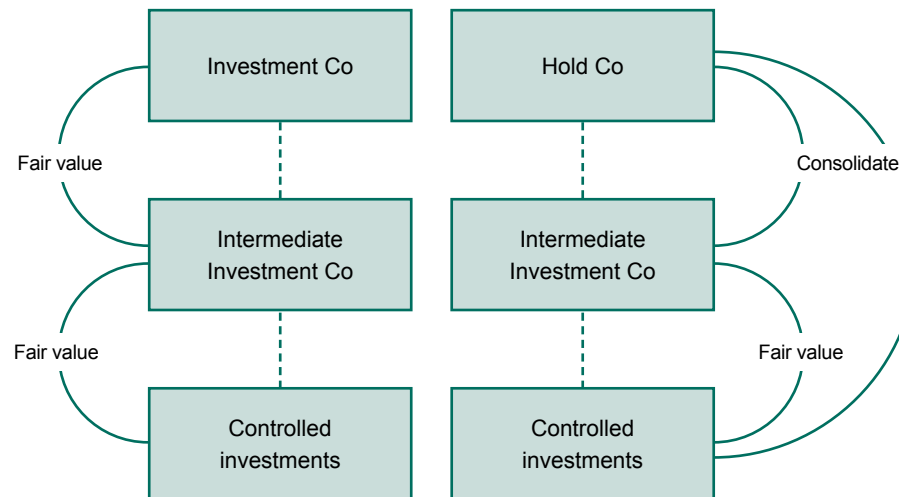 Investment Co
Hold Co
Fair value
Consolidate
Intermediate
Investment Co
Intermediate
Investment Co
Fair value
Fair value
Controlled
investments
Controlled
investments